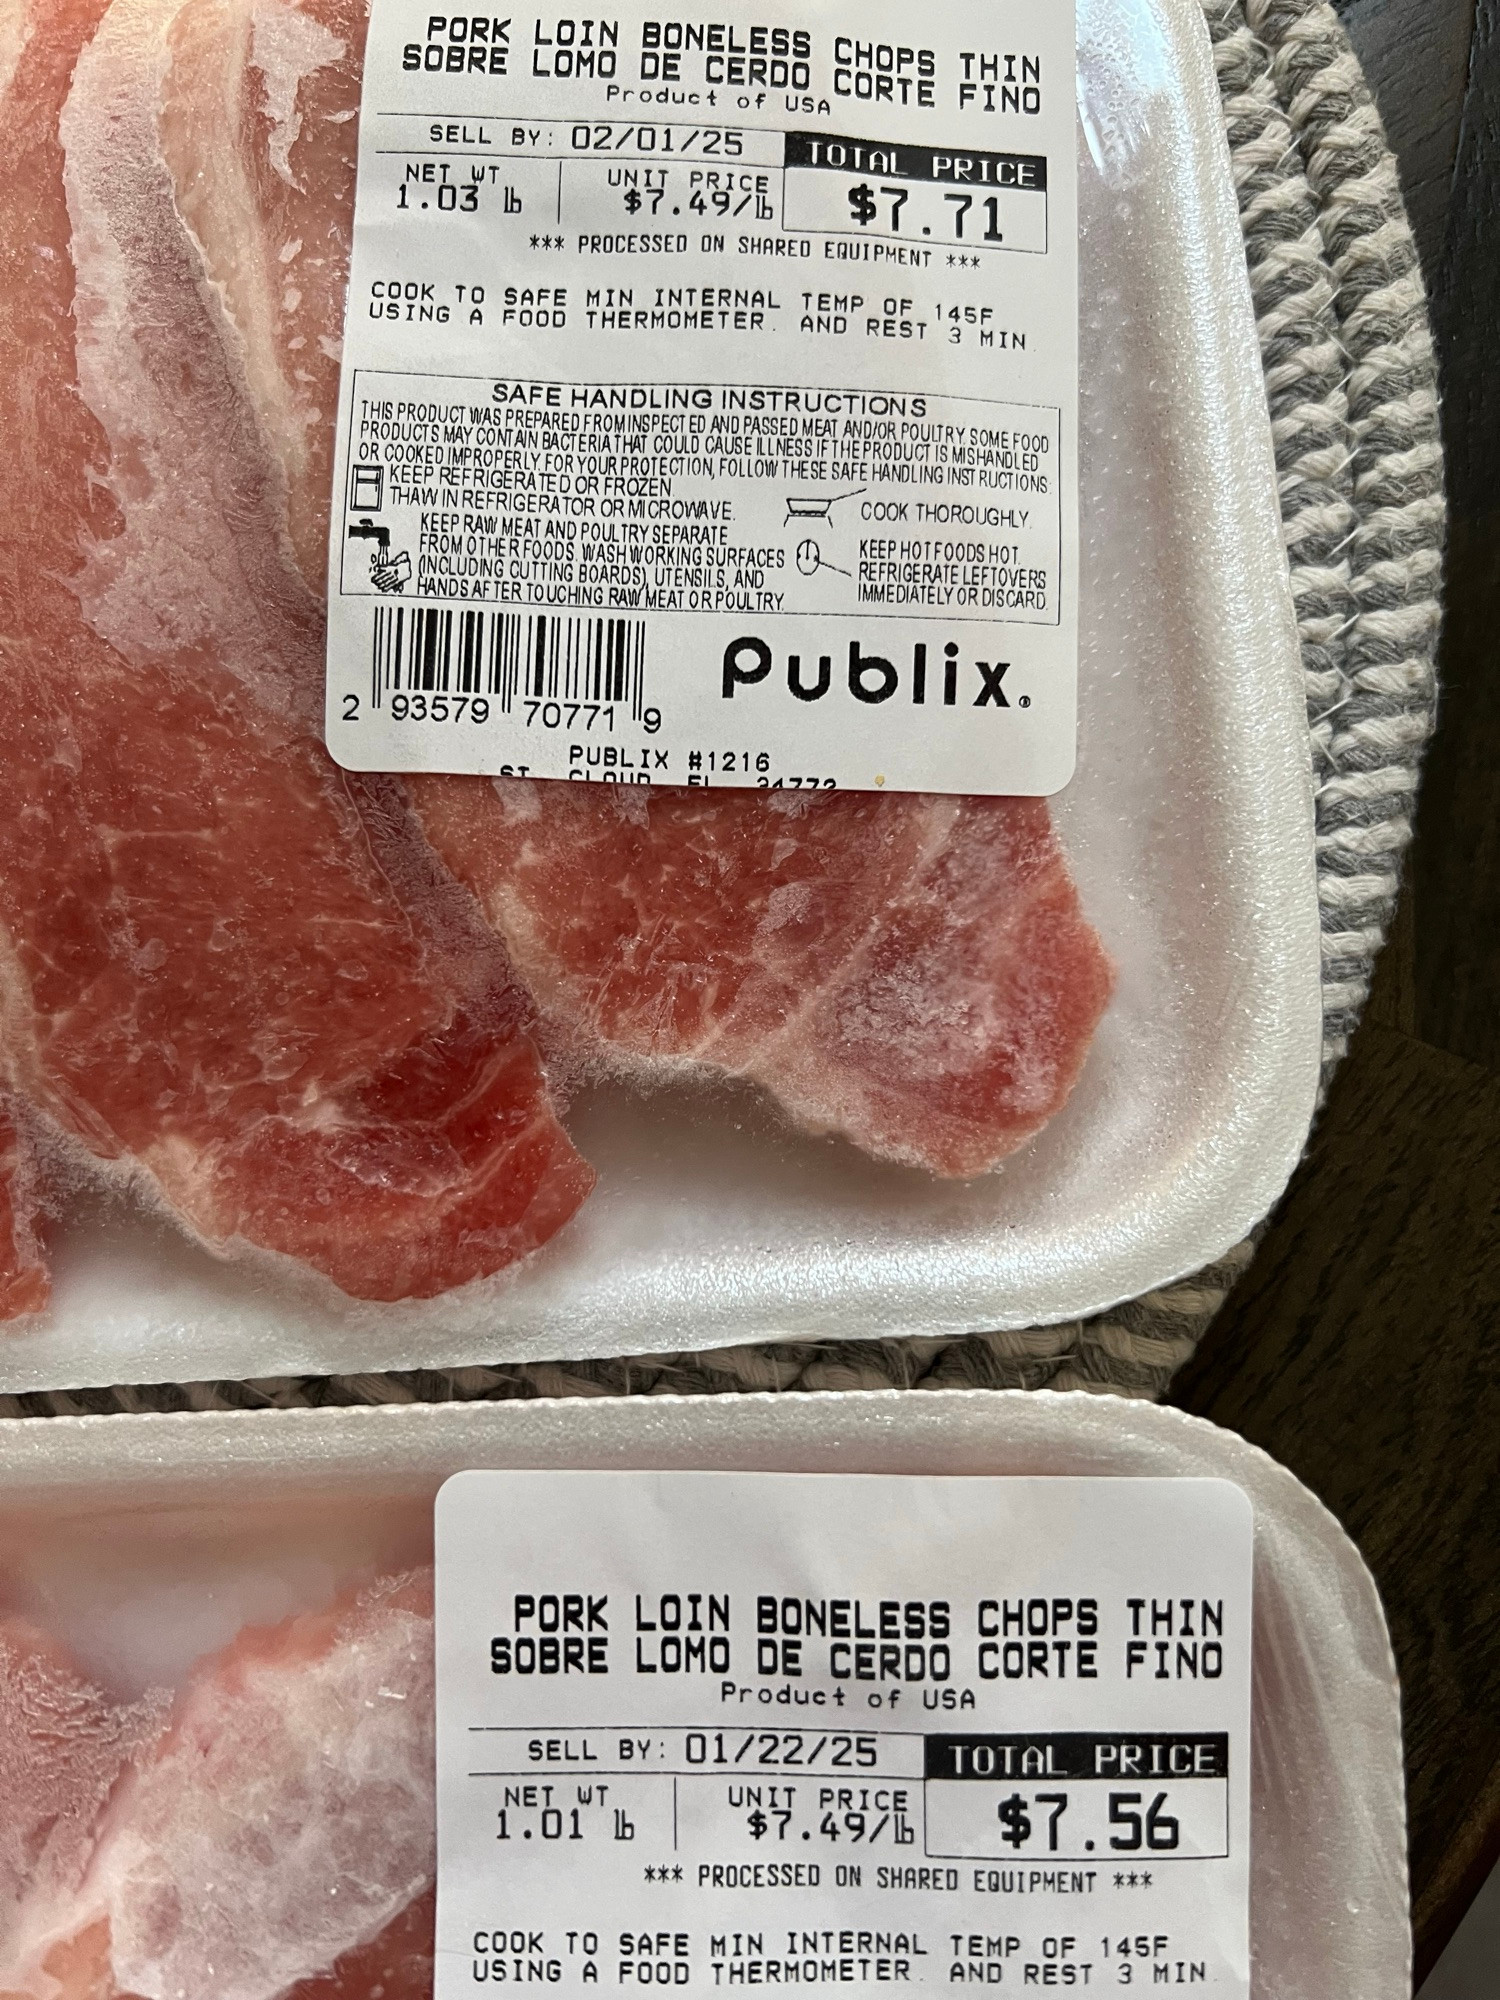 PORK LOIN BONELESS CHOPS THIN
SOBRE LOMO DE CERDO CORTE FINO
Product of USA
SELL BY: 02/01/25
TOTAL PRICE
NET WT
1.03 lb
UNIT PRICE
$7.49/lb
$7.71
*** PROCESSED ON SHARED EQUIPMENT ***
COOK TO SAFE MIN INTERNAL TEMP OF 145F
USING A FOOD THERMOMETER. AND REST 3 MIN.
SAFE HANDLING INSTRUCTIONS
THIS PRODUCT WAS PREPARED FROM INSPECTED AND PASSED MEAT AND/OR POULTRY. SOME FOOD
PRODUCTS MAY CONTAIN BACTERIA THAT COULD CAUSE ILLNESS IF THE PRODUCT IS MISHANDLED
OR COOKED IMPROPERLY. FOR YOUR PROTECTION, FOLLOW THESE SAFE HANDLING INSTRUCTIONS.
KEEP REFRIGERATED OR FROZEN.
THAW IN REFRIGERATOR OR MICROWAVE.
KEEP RAW MEAT AND POULTRY SEPARATE
FROM OTHER FOODS. WASH WORKING SURFACES
(INCLUDING CUTTING BOARDS), UTENSILS, AND
HANDS AFTER TOUCHING RAW MEAT OR POULTRY.
COOK THOROUGHLY.
KEEP HOT FOODS HOT.
REFRIGERATE LEFTOVERS
IMMEDIATELY OR DISCARD.
2 93579 70771 9
Publix®
PUBLIX #1216
ST. CLOUD FL 34772
PORK LOIN BONELESS CHOPS THIN
SOBRE LOMO DE CERDO CORTE FINO
Product of USA
SELL BY: 01/22/25
TOTAL PRICE
NET WT
1.01 lb
UNIT PRICE
$7.49/lb
$7.56
*** PROCESSED ON SHARED EQUIPMENT ***
COOK TO SAFE MIN INTERNAL TEMP OF 145F
USING A FOOD THERMOMETER. AND REST 3 MIN.